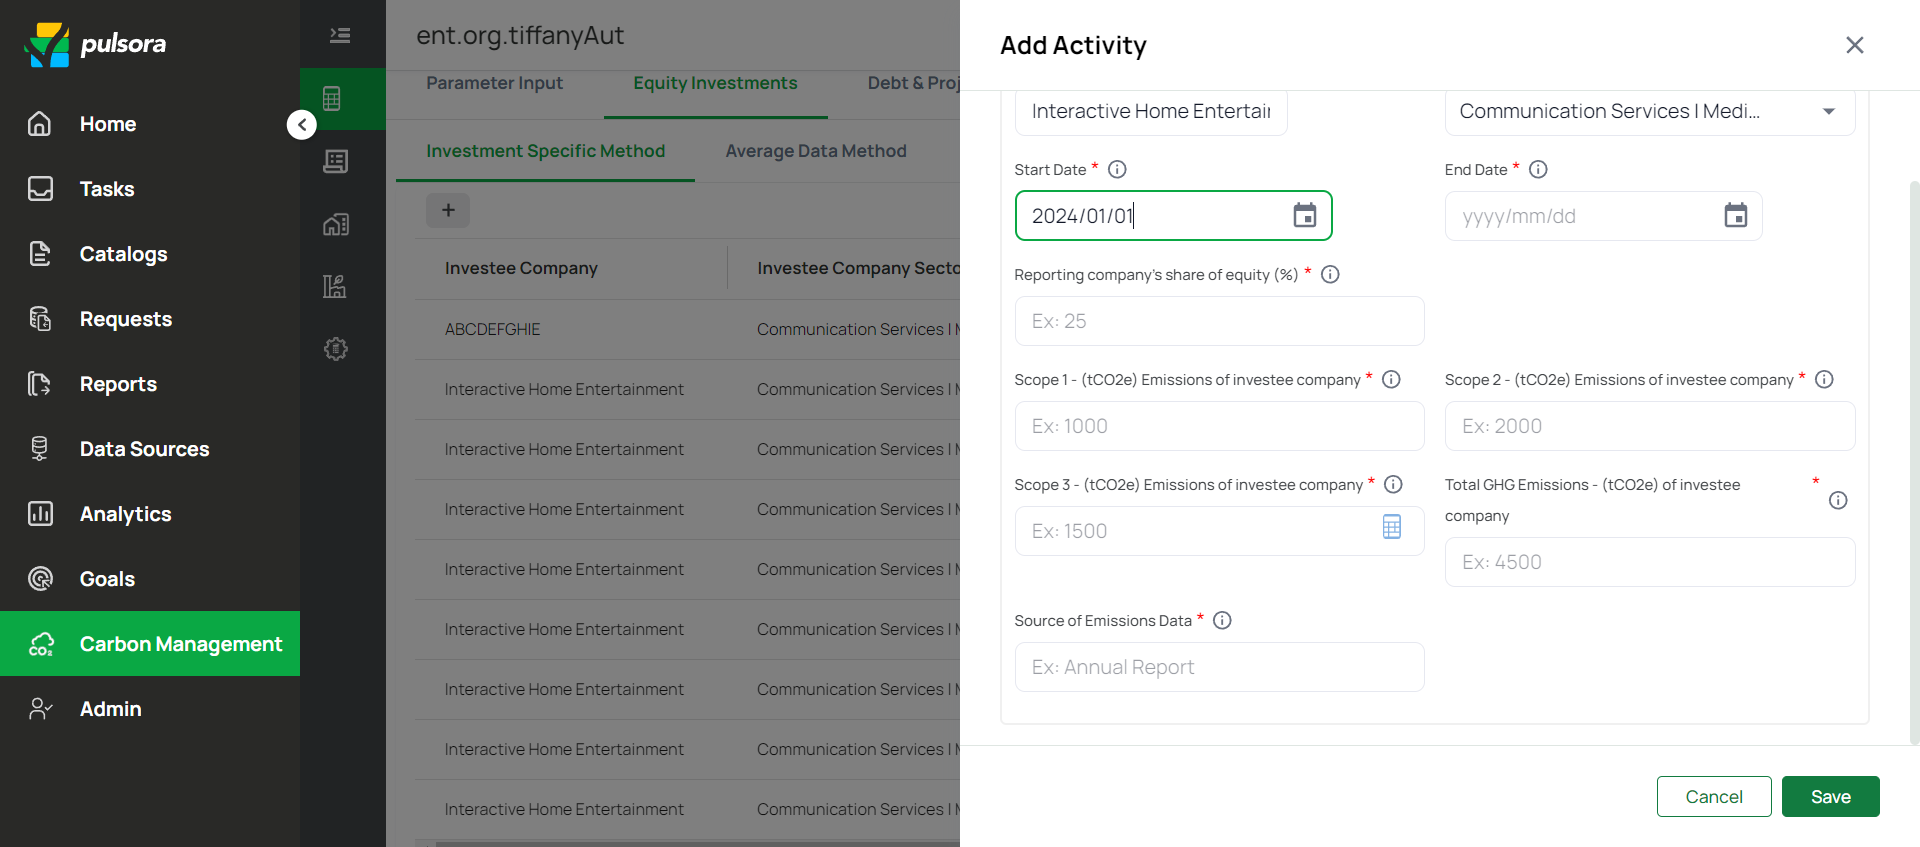 pulsora
Home
Tasks
Catalogs
Requests
Reports
Data Sources
Analytics
Goals
Carbon Management
Admin
ent.org.tiffanyAut
Parameter Input Equity Investments Debt & Proj
Investment Specific Method Average Data Method
+
Investee Company Investee Company Secto
ABCDEFGHIE Communication Services | M
Interactive Home Entertainment Communication Services | M
Interactive Home Entertainment Communication Services | M
Interactive Home Entertainment Communication Services | M
Interactive Home Entertainment Communication Services | M
Interactive Home Entertainment Communication Services | M
Interactive Home Entertainment Communication Services | M
Interactive Home Entertainment Communication Services | M
Interactive Home Entertainment Communication Services | M
Add Activity
Interactive Home Entertair Communication Services | Medi...
Start Date * End Date *
2024/01/01 yyyy/mm/dd
Reporting company's share of equity (%) *
Ex: 25
Scope 1 - (tCO2e) Emissions of investee company * Scope 2 - (tCO2e) Emissions of investee company *
Ex: 1000 Ex: 2000
Scope 3 - (tCO2e) Emissions of investee company * Total GHG Emissions - (tCO2e) of investee *
company
Ex: 1500 Ex: 4500
Source of Emissions Data *
Ex: Annual Report
Cancel Save